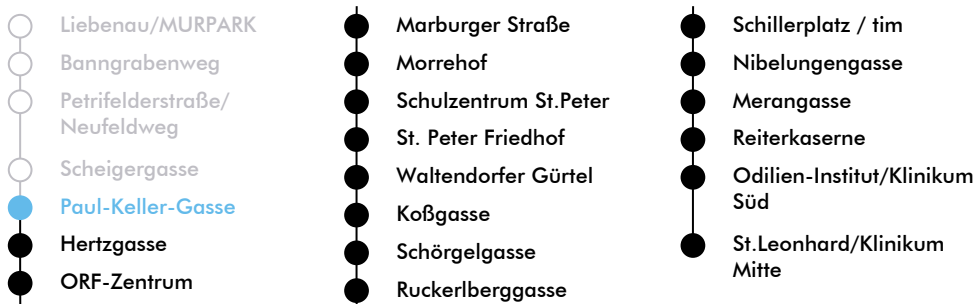 Liebenau/MURPARK
Banngrabenweg
Petrifelderstraße/
Neufeldweg
Scheigergasse
Paul-Keller-Gasse
Hertzgasse
ORF-Zentrum
Marburger Straße
Morrehof
Schulzentrum St.Peter
St. Peter Friedhof
Waltendorfer Gürtel
Koßgasse
Schörgelgasse
Ruckerlberggasse
Schillerplatz / tim
Nibelungengasse
Merangasse
Reiterkaserne
Odilien-Institut/Klinikum
Süd
St.Leonhard/Klinikum
Mitte